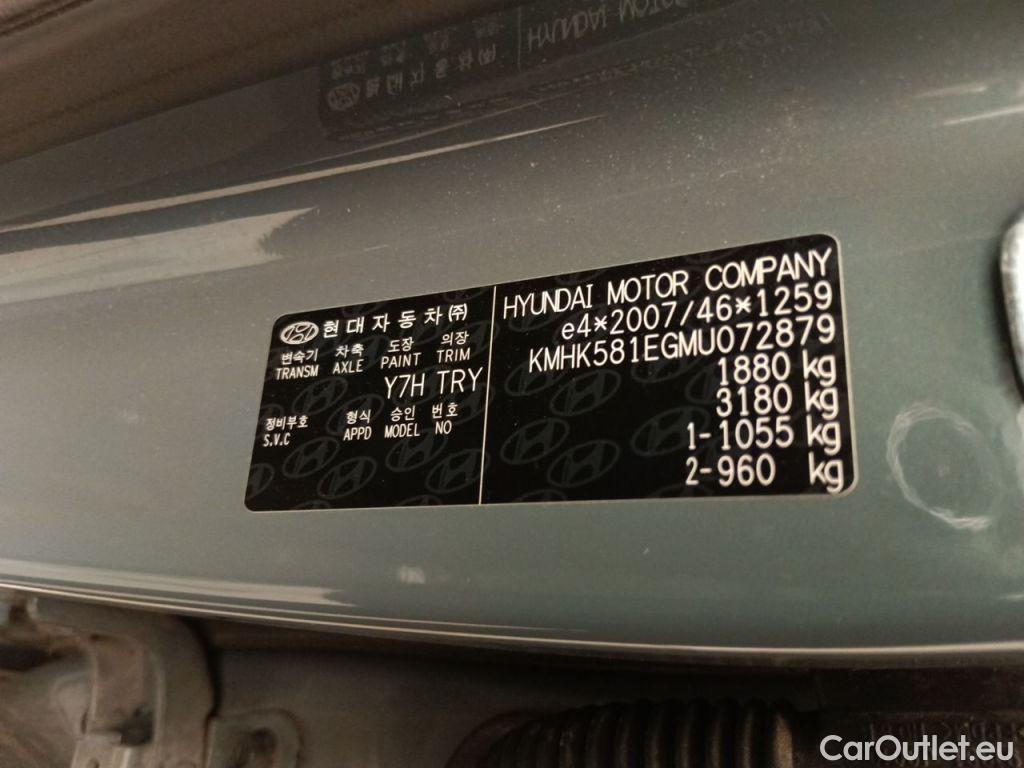 현대자동차㈜
변속기 차축 도장 의장
TRANSM AXLE PAINT TRIM
Y7H TRY
정비부호 형식 승인 번호
S.V.C APPD MODEL NO
HYUNDAI MOTOR COMPANY
e4*2007/46*1259
KMHK581EGMU072879
1880 kg
3180 kg
1-1055 kg
2-960 kg
CarOutlet.eu